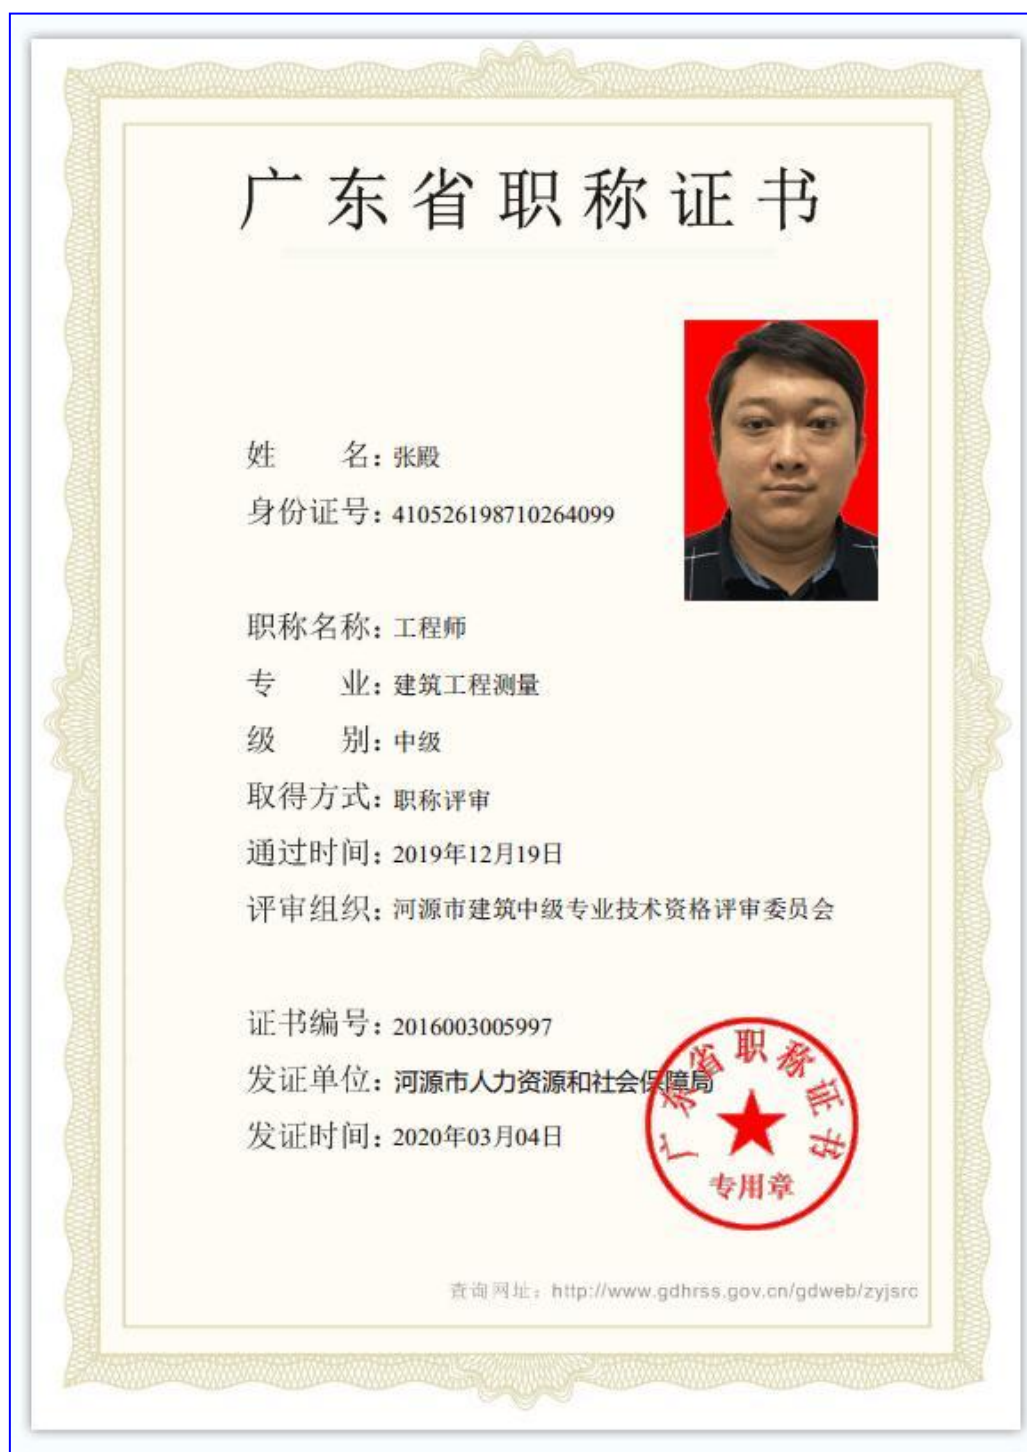 广东省职称证书
姓 名：张殿
身份证号：410526198710264099
职称名称：工程师
专 业：建筑工程测量
级 别：中级
取得方式：职称评审
通过时间：2019年12月19日
评审组织：河源市建筑中级专业技术资格评审委员会
证书编号：2016003005997
发证单位：河源市人力资源和社会保障局
发证时间：2020年03月04日
广东省职称证书
专用章
查询网址：http://www.gdhrss.gov.cn/gdweb/zyjsrc